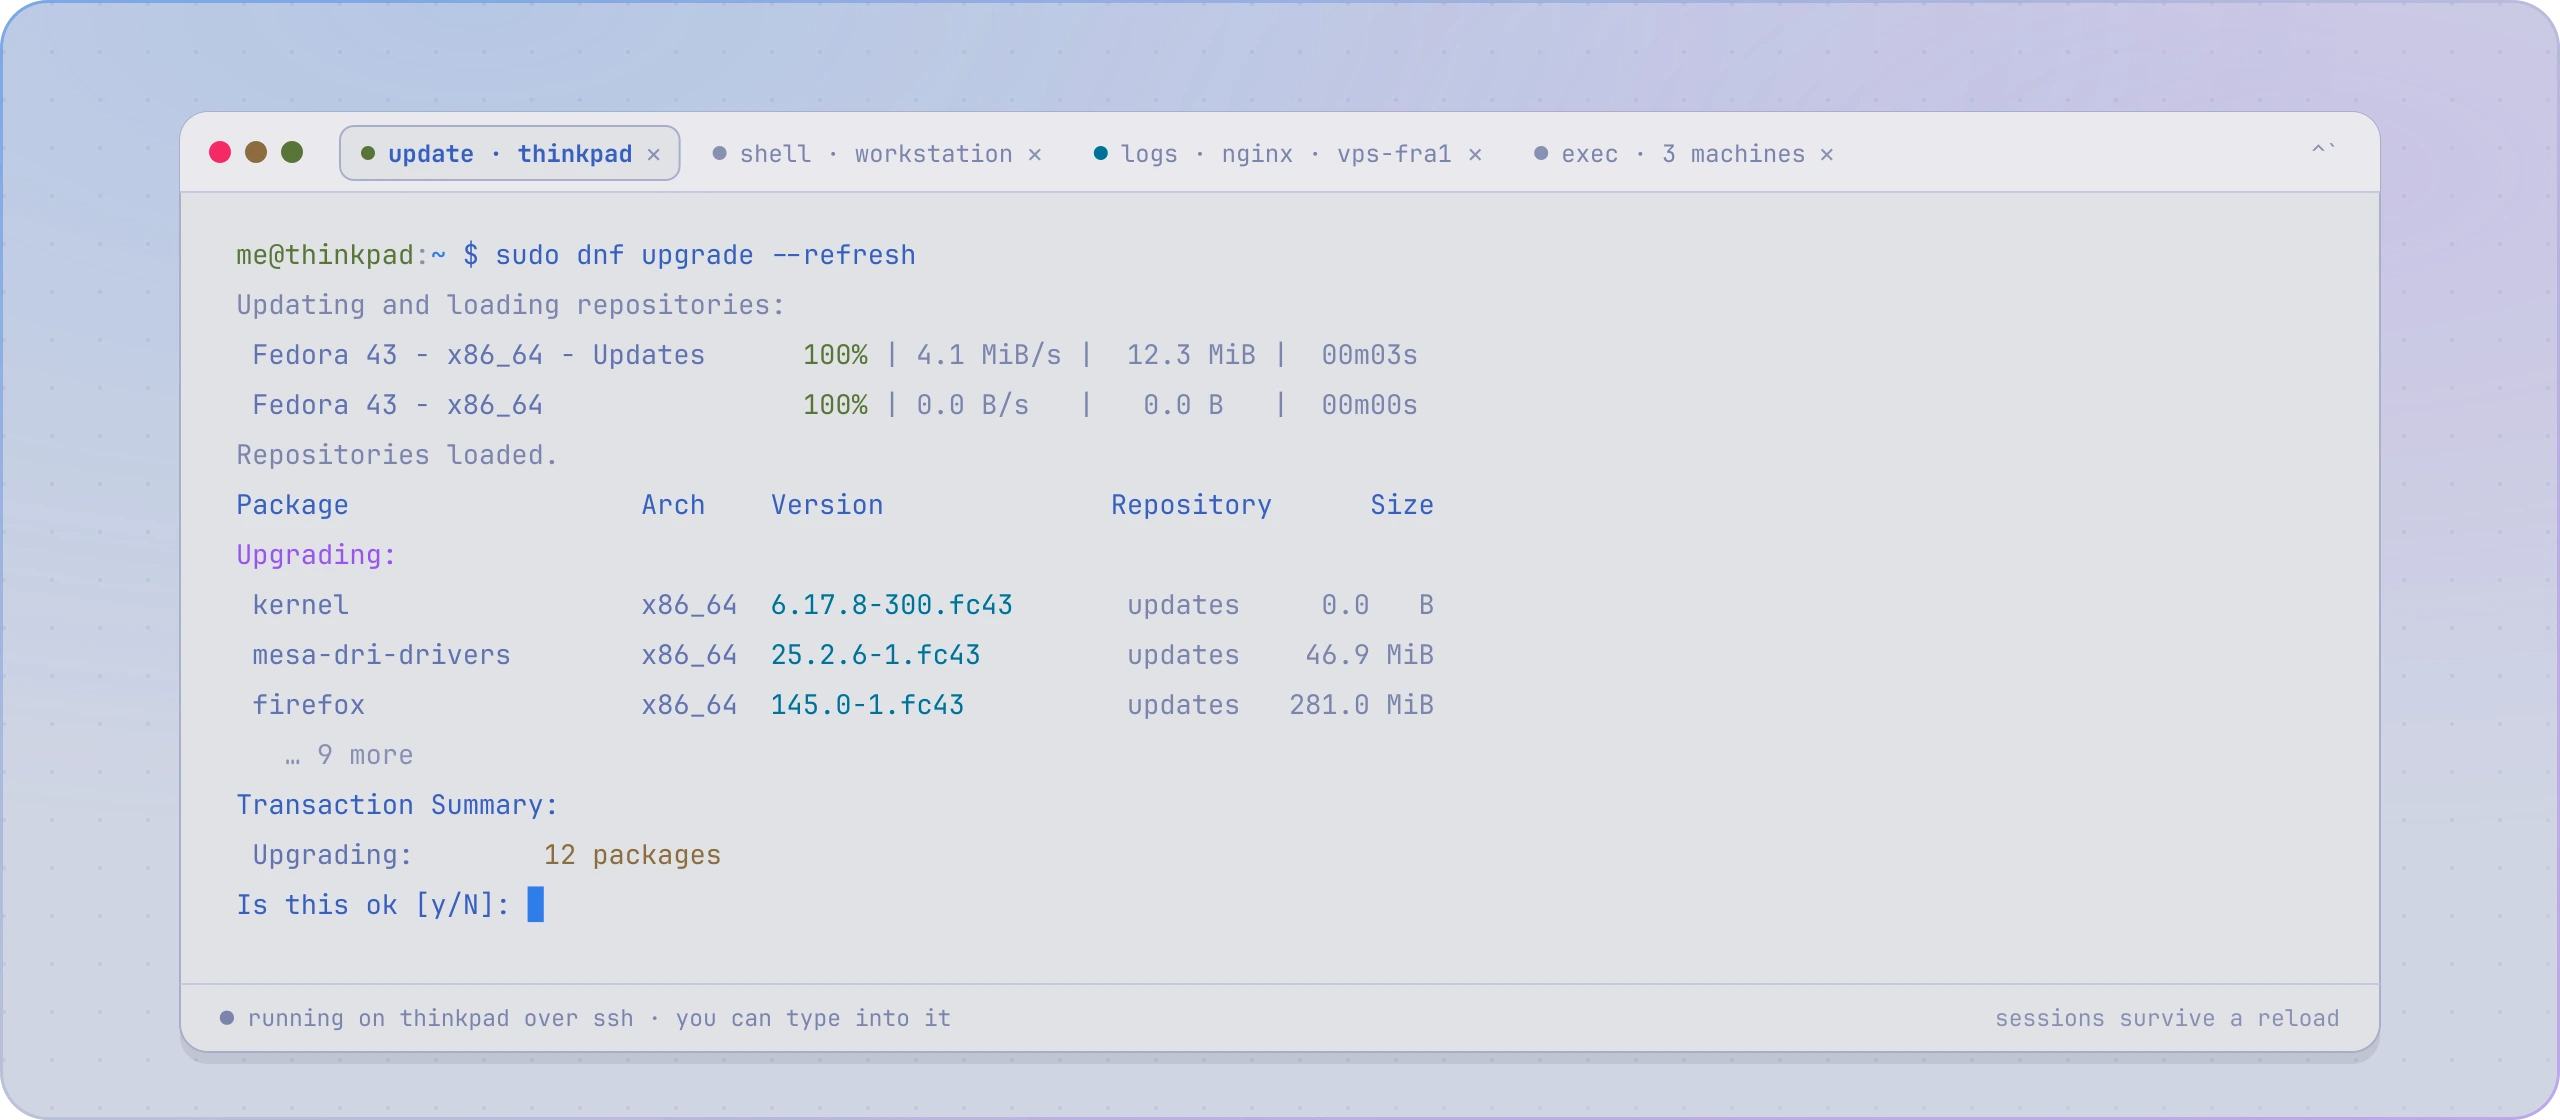 update · thinkpad × shell · workstation × logs · nginx · vps-fra1 × exec · 3 machines × ^`
me@thinkpad:~ $ sudo dnf upgrade --refresh
Updating and loading repositories:
Fedora 43 - x86_64 - Updates 100% | 4.1 MiB/s | 12.3 MiB | 00m03s
Fedora 43 - x86_64 100% | 0.0 B/s | 0.0 B | 00m00s
Repositories loaded.
Package Arch Version Repository Size
Upgrading:
kernel x86_64 6.17.8-300.fc43 updates 0.0 B
mesa-dri-drivers x86_64 25.2.6-1.fc43 updates 46.9 MiB
firefox x86_64 145.0-1.fc43 updates 281.0 MiB
… 9 more
Transaction Summary:
Upgrading: 12 packages
Is this ok [y/N]:
running on thinkpad over ssh · you can type into it sessions survive a reload